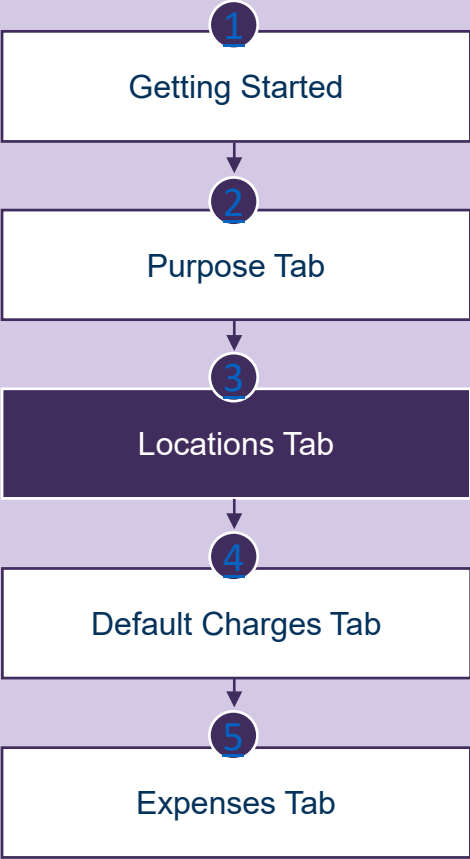 1
Getting Started
2
Purpose Tab
3
Locations Tab
4
Default Charges Tab
5
Expenses Tab